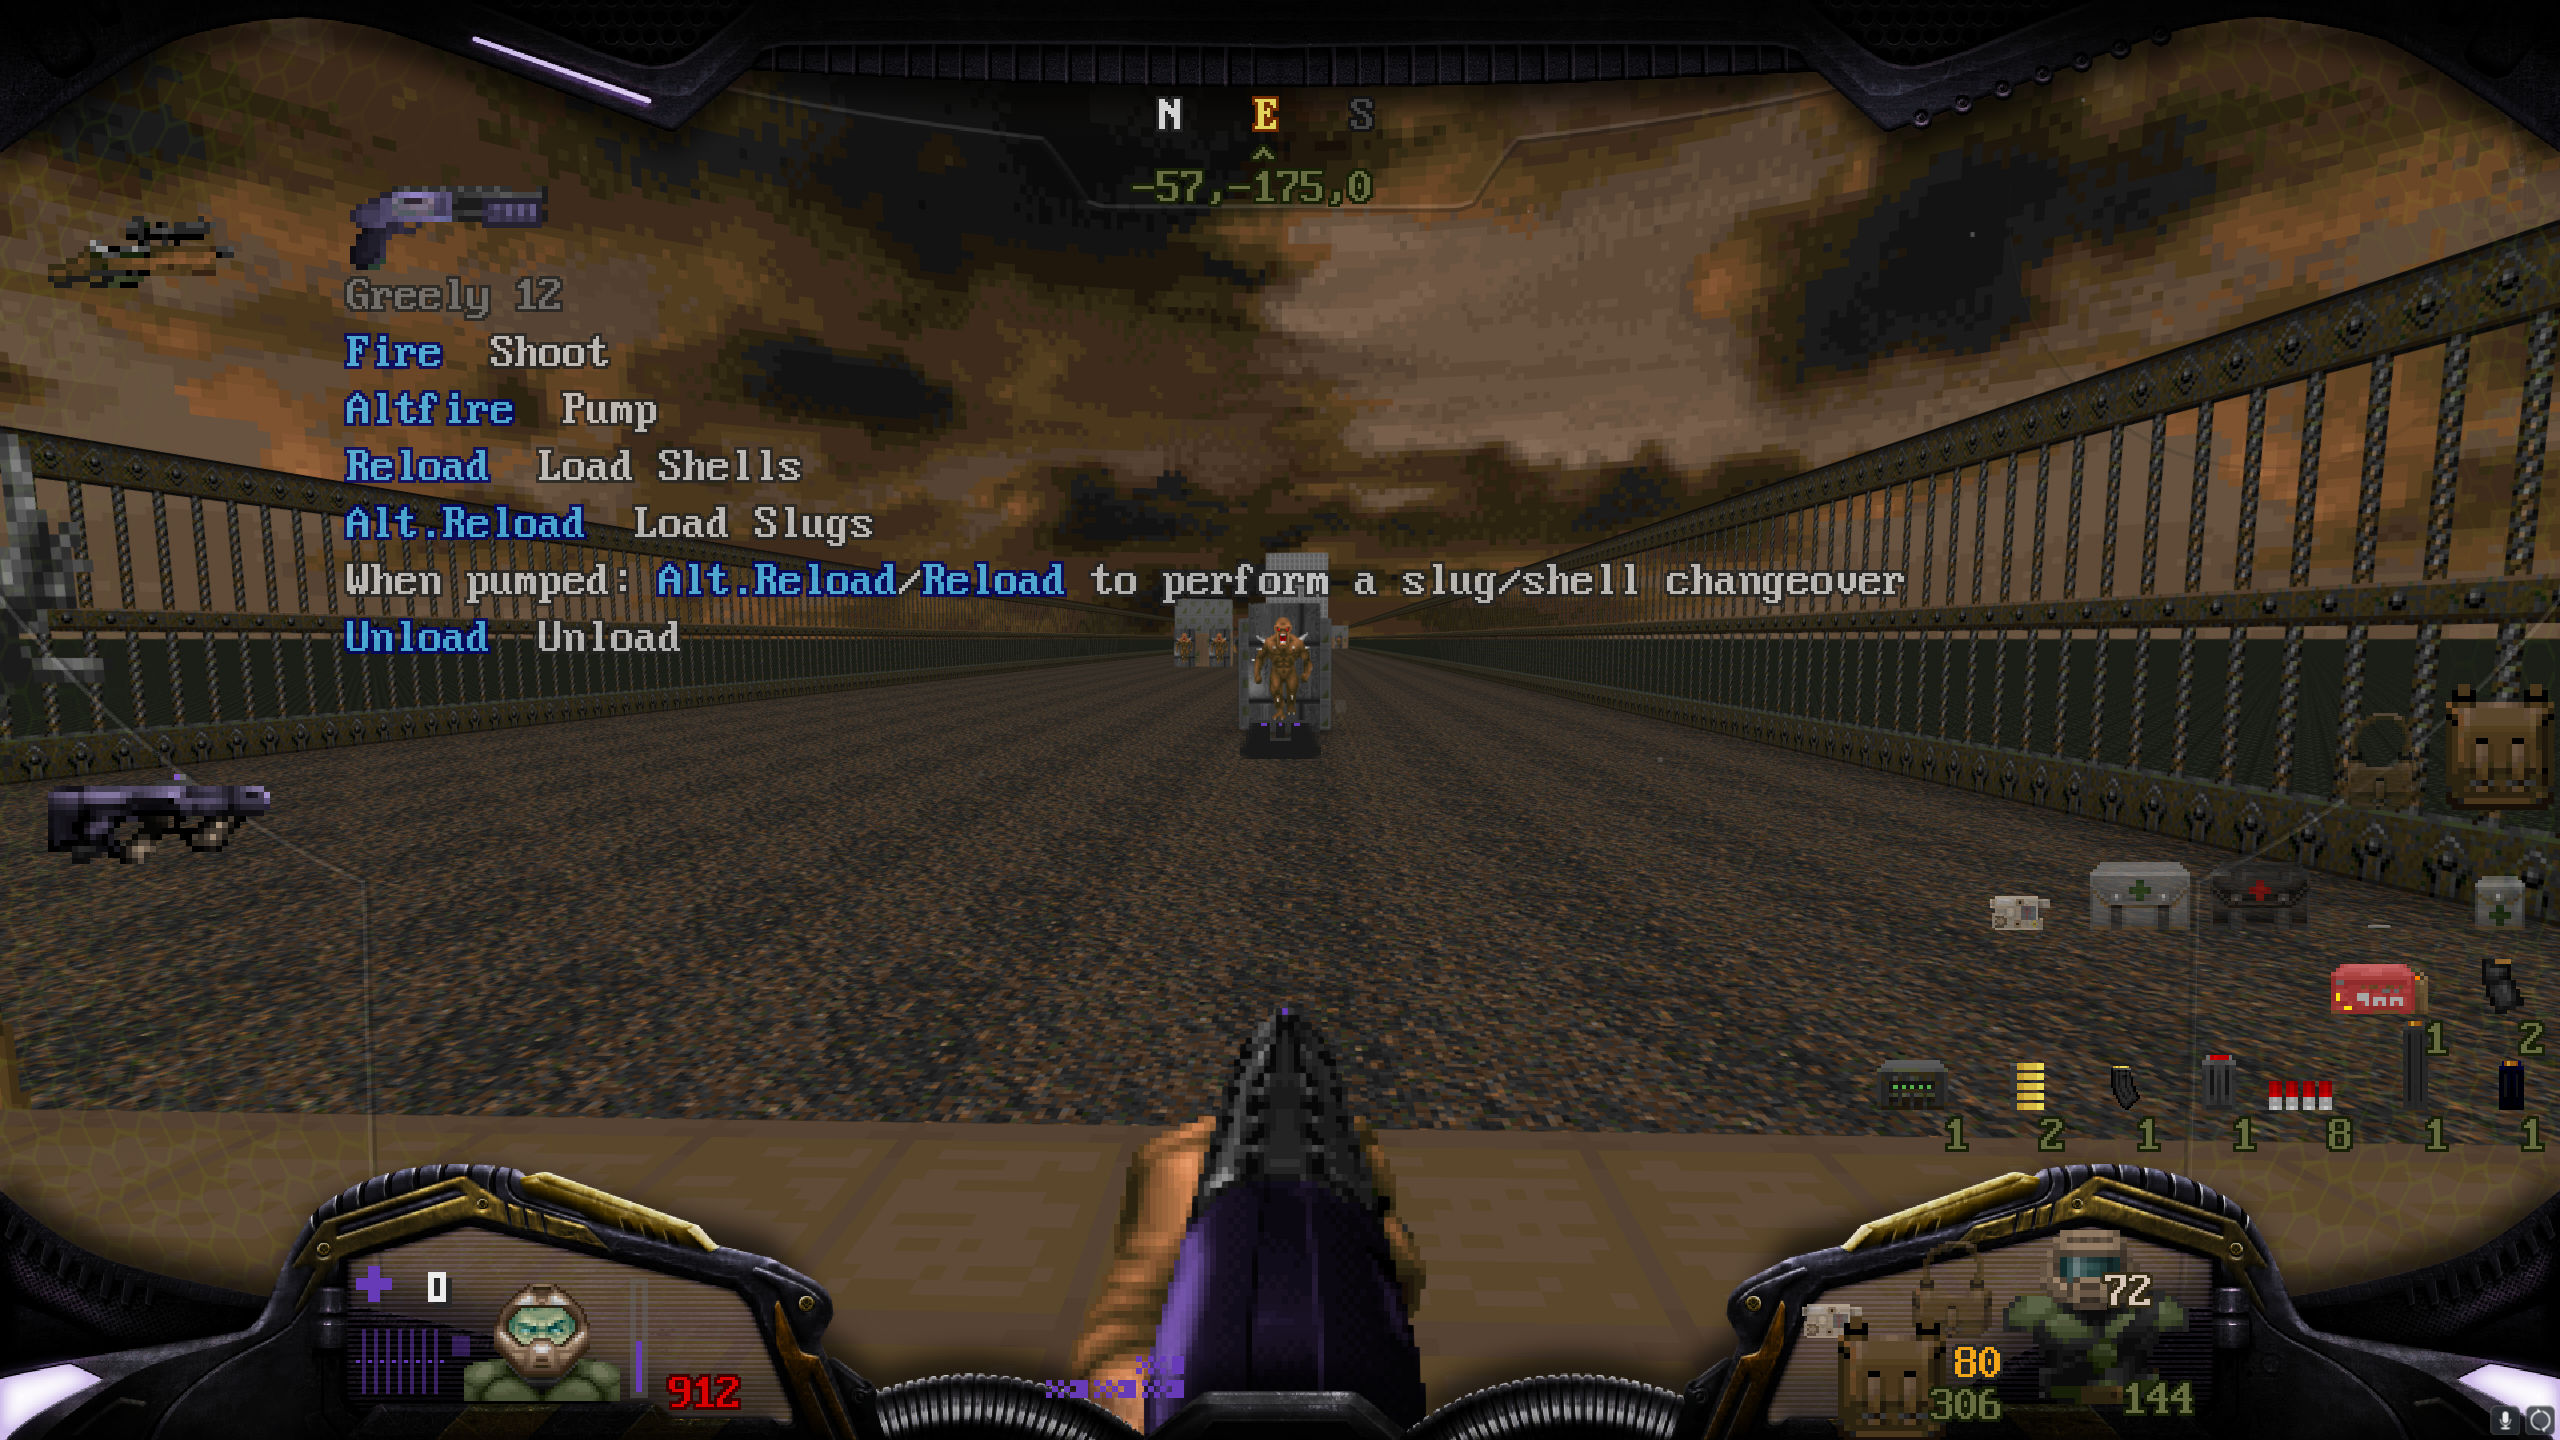 N E S
-57,-175,0
Greely 12
Fire Shoot
Altfire Pump
Reload Load Shells
Alt.Reload Load Slugs
When pumped: Alt.Reload/Reload to perform a slug/shell changeover
Unload Unload
1 2
1 2 1 1 8 1 1
0
912
72
80
306
144